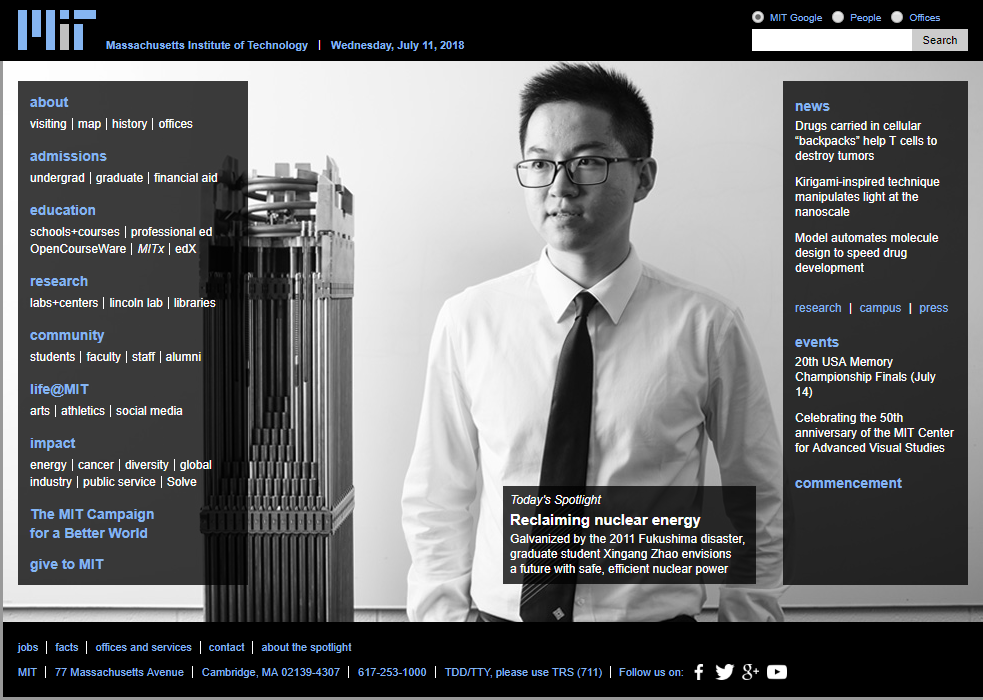 MIT
Massachusetts Institute of Technology | Wednesday, July 11, 2018
MIT Google People Offices
Search
about
visiting | map | history | offices
admissions
undergrad | graduate | financial aid
education
schools+courses | professional ed
OpenCourseWare | MITx | edX
research
labs+centers | lincoln lab | libraries
community
students | faculty | staff | alumni
life@MIT
arts | athletics | social media
impact
energy | cancer | diversity | global
industry | public service | Solve
The MIT Campaign
for a Better World
give to MIT
Today's Spotlight
Reclaiming nuclear energy
Galvanized by the 2011 Fukushima disaster,
graduate student Xingang Zhao envisions
a future with safe, efficient nuclear power
news
Drugs carried in cellular
“backpacks” help T cells to
destroy tumors
Kirigami-inspired technique
manipulates light at the
nanoscale
Model automates molecule
design to speed drug
development
research | campus | press
events
20th USA Memory
Championship Finals (July
14)
Celebrating the 50th
anniversary of the MIT Center
for Advanced Visual Studies
commencement
jobs | facts | offices and services | contact | about the spotlight
MIT | 77 Massachusetts Avenue | Cambridge, MA 02139-4307 | 617-253-1000 | TDD/TTY, please use TRS (711) | Follow us on: